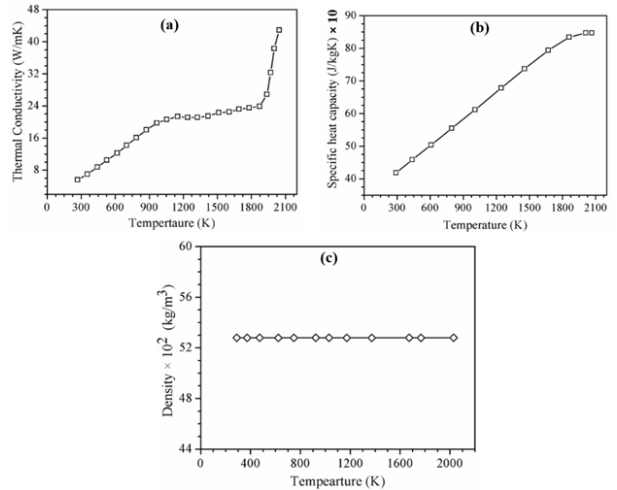 (a)
Thermal Conductivity (W/mK)
48
40
32
24
16
8
0 300 600 900 1200 1500 1800 2100
Tempertaure (K)
(b)
Specific heat capacity (J/kgK) × 10
90
80
70
60
50
40
0 300 600 900 1200 1500 1800 2100
Temperature (K)
(c)
Density × 10² (kg/m³)
60
56
52
48
44
0 400 800 1200 1600 2000
Tempearture (K)